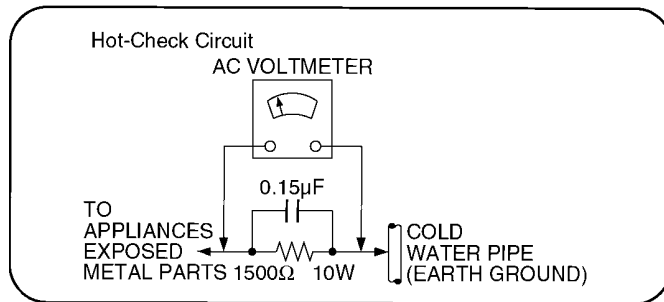 Hot-Check Circuit
AC VOLTMETER
0.15µF
TO
APPLIANCES
EXPOSED
METAL PARTS
1500Ω
10W
COLD
WATER PIPE
(EARTH GROUND)